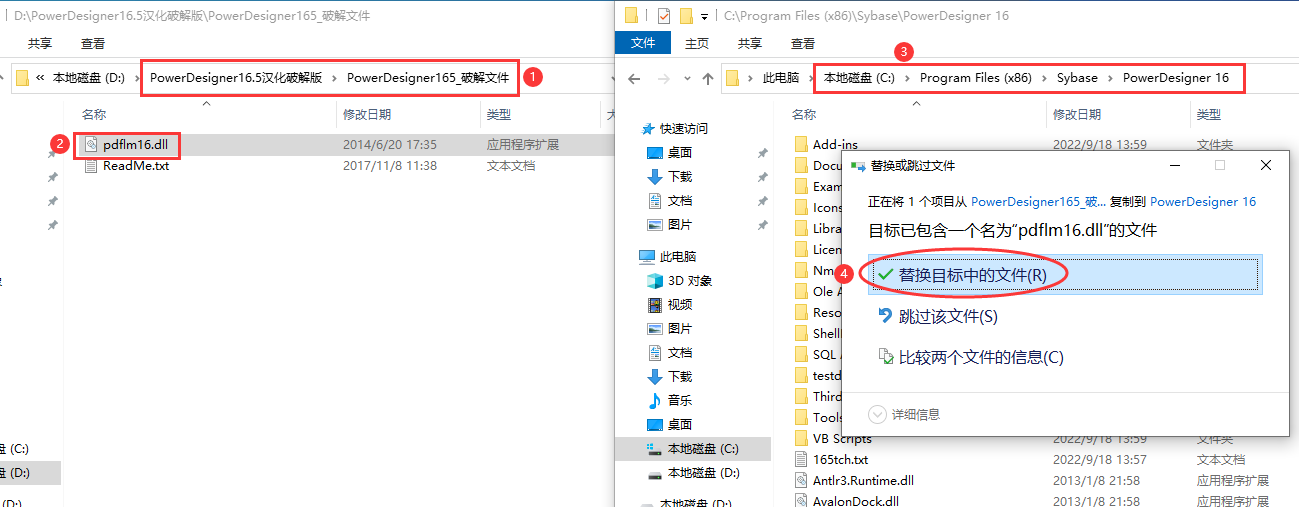 D:\PowerDesigner16.5汉化破解版\PowerDesigner165_破解文件
共享 查看
« 本地磁盘 (D:) › PowerDesigner16.5汉化破解版 › PowerDesigner165_破解文件
1
名称 修改日期 类型
2
pdflm16.dll 2014/6/20 17:35 应用程序扩展
ReadMe.txt 2017/11/8 11:38 文本文档
盘 (C:)
盘 (D:)
(D:)
C:\Program Files (x86)\Sybase\PowerDesigner 16
文件 主页 共享 查看
3
此电脑 › 本地磁盘 (C:) › Program Files (x86) › Sybase › PowerDesigner 16
名称 修改日期 类型
快速访问
桌面
下载
文档
图片
此电脑
3D 对象
视频
图片
文档
下载
音乐
桌面
本地磁盘 (C:)
本地磁盘 (D:)
本地磁盘 (D:)
Add-ins 2022/9/18 13:59 文件夹
Docu
Exam
Icons
Libra
Licen
Nm
Ole A
Reso
Shell
SQL
testd
Third
Tools
VB Scripts 2022/9/18 13:59 文件夹
165tch.txt 2022/9/18 13:57 文本文档
Antlr3.Runtime.dll 2013/1/8 21:58 应用程序扩展
AvalonDock.dll 2013/1/8 21:58 应用程序扩展
替换或跳过文件
正在将 1 个项目从 PowerDesigner165_破... 复制到 PowerDesigner 16
目标已包含一个名为“pdflm16.dll”的文件
4
替换目标中的文件(R)
跳过该文件(S)
比较两个文件的信息(C)
详细信息